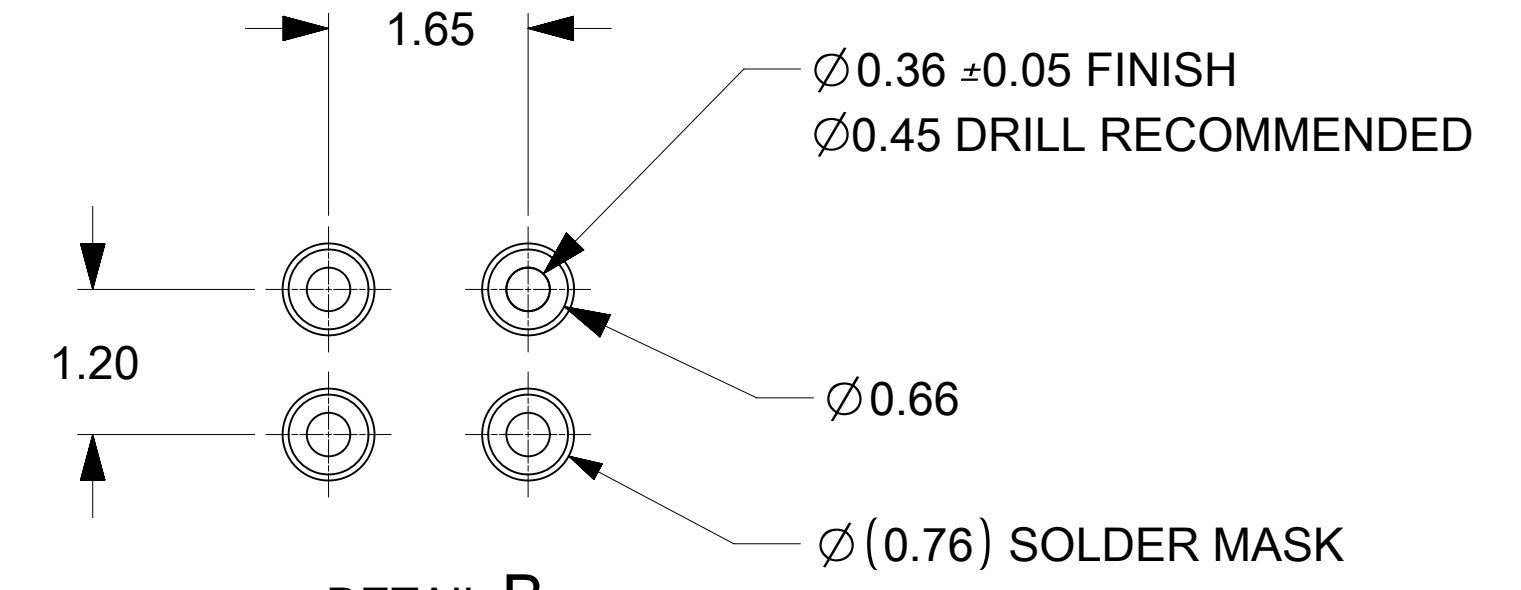 1.65
⌀0.36 ±0.05 FINISH
⌀0.45 DRILL RECOMMENDED
1.20
⌀0.66
⌀(0.76) SOLDER MASK
DETAIL B